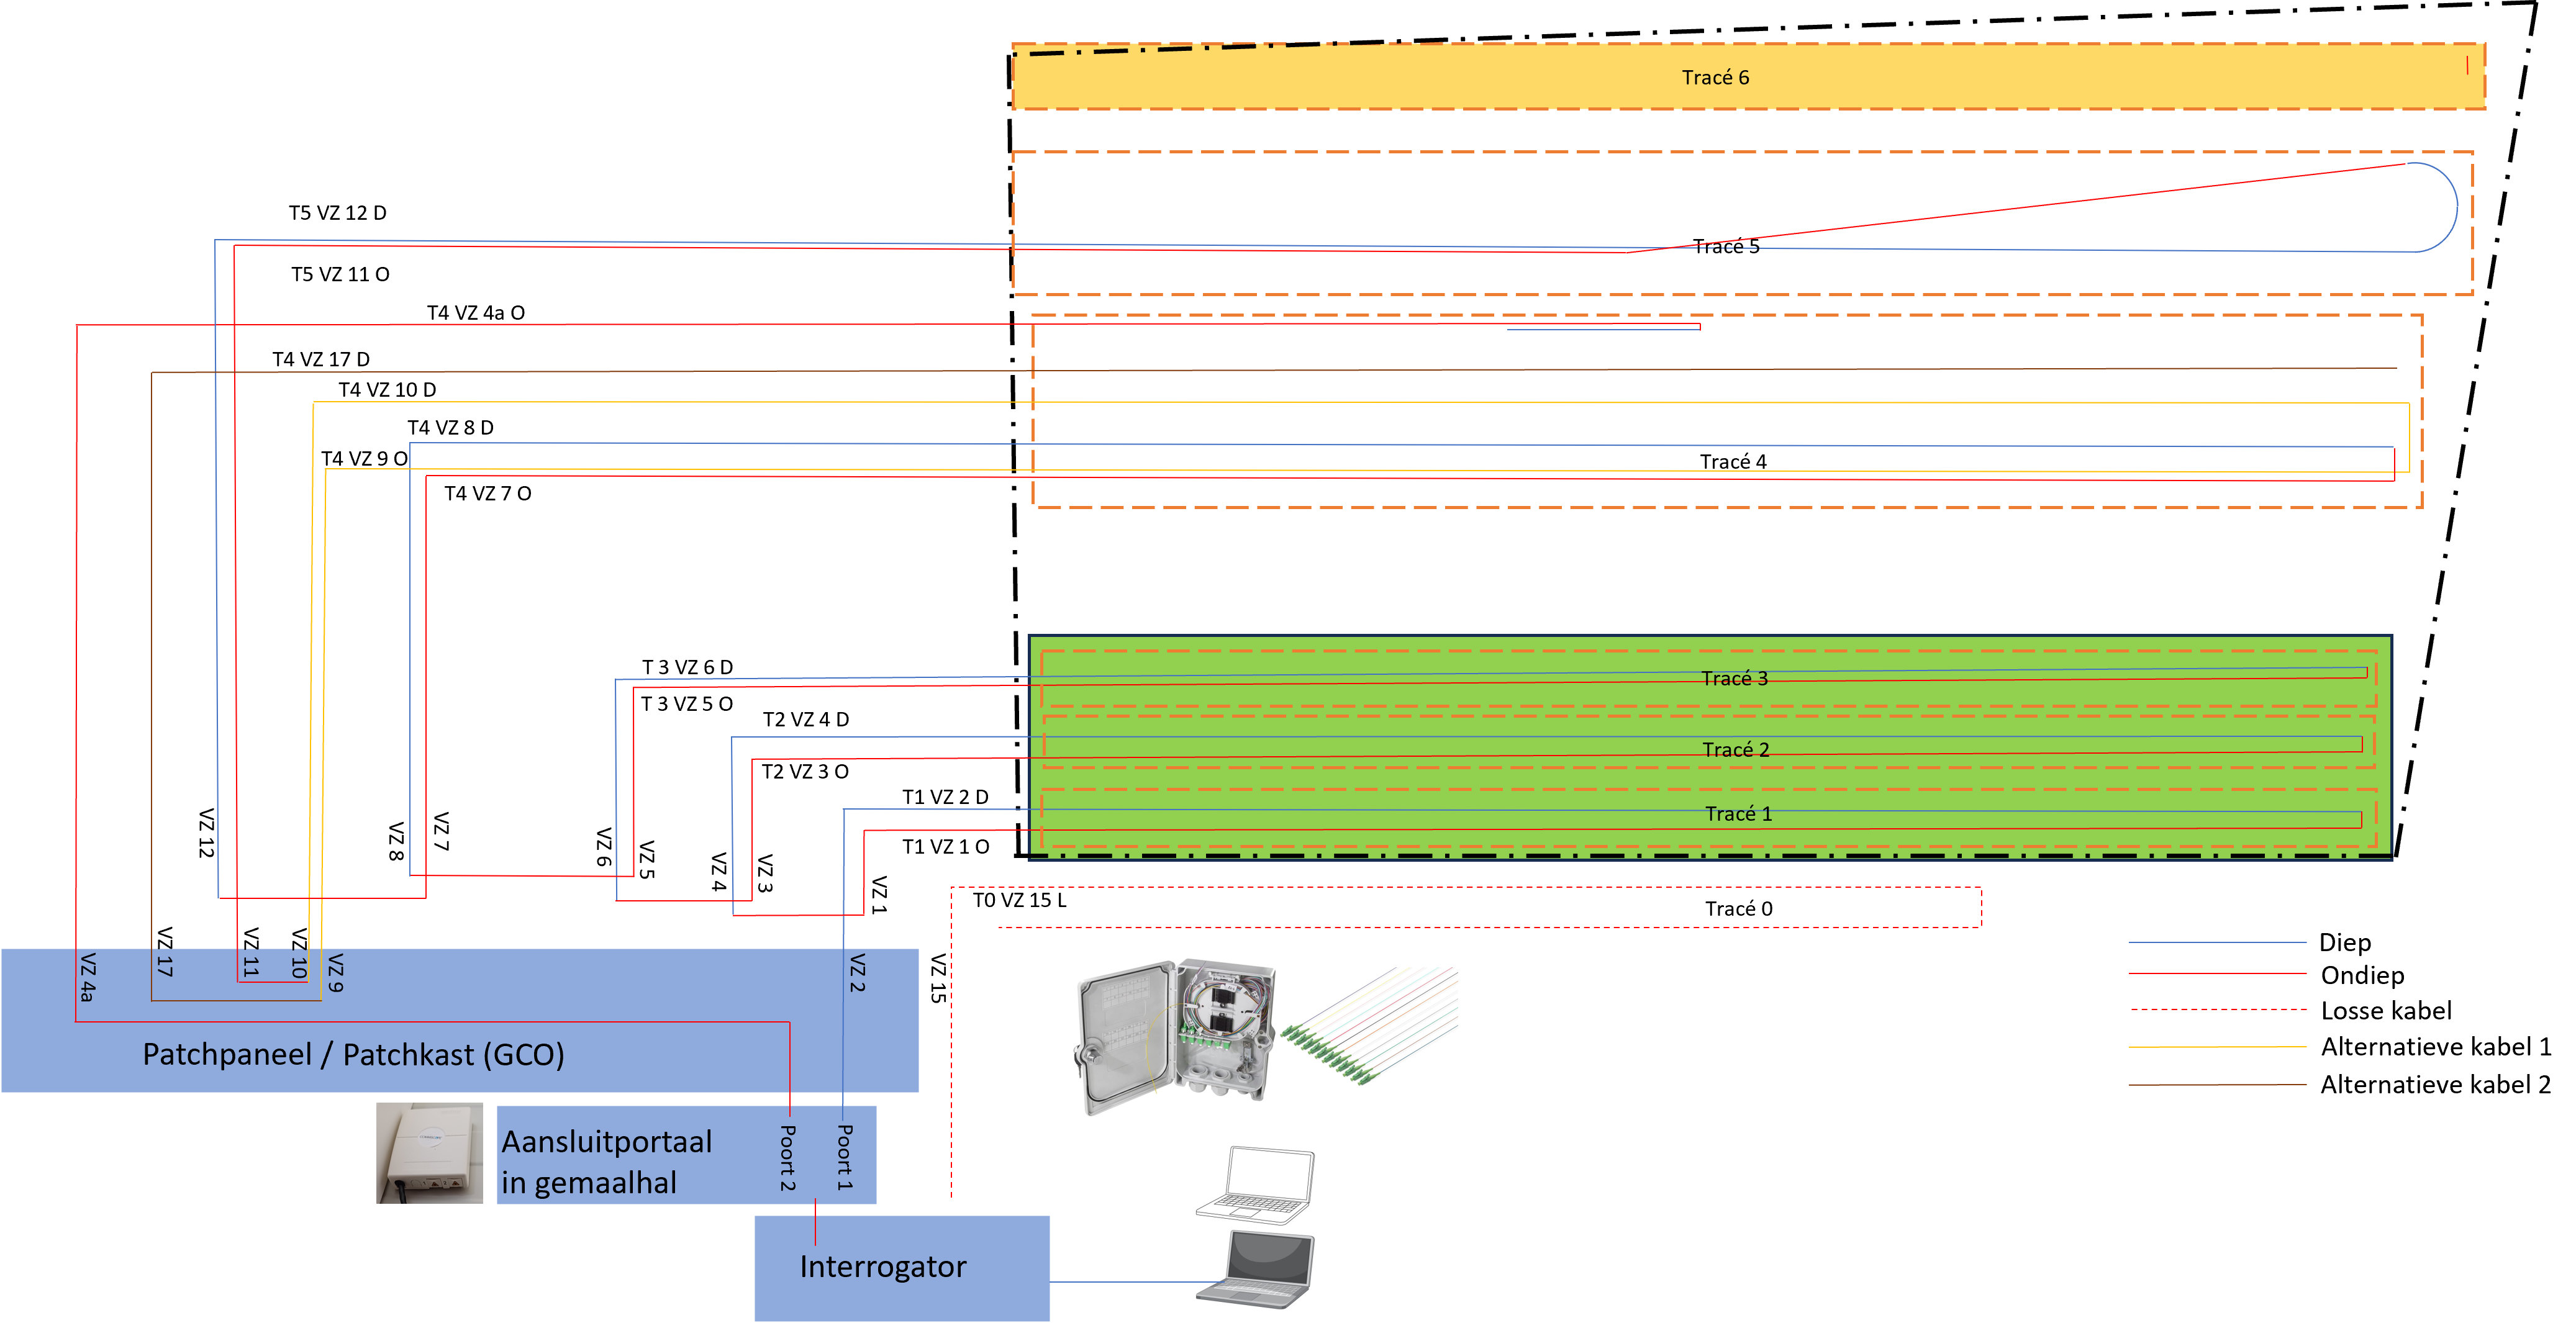 Tracé 6
T5 VZ 12 D
Tracé 5
T5 VZ 11 O
T4 VZ 4a O
T4 VZ 17 D
T4 VZ 10 D
T4 VZ 8 D
T4 VZ 9 O
Tracé 4
T4 VZ 7 O
T 3 VZ 6 D
Tracé 3
T 3 VZ 5 O
T2 VZ 4 D
Tracé 2
T2 VZ 3 O
T1 VZ 2 D
Tracé 1
T1 VZ 1 O
VZ 12
VZ 8
VZ 7
VZ 6
VZ 5
VZ 4
VZ 3
VZ 1
T0 VZ 15 L
Tracé 0
VZ 4a
VZ 17
VZ 11
VZ 10
VZ 9
VZ 2
VZ 15
Diep
Ondiep
Losse kabel
Alternatieve kabel 1
Alternatieve kabel 2
Patchpaneel / Patchkast (GCO)
Aansluitportaal
in gemaalhal
Poort 2
Poort 1
Interrogator